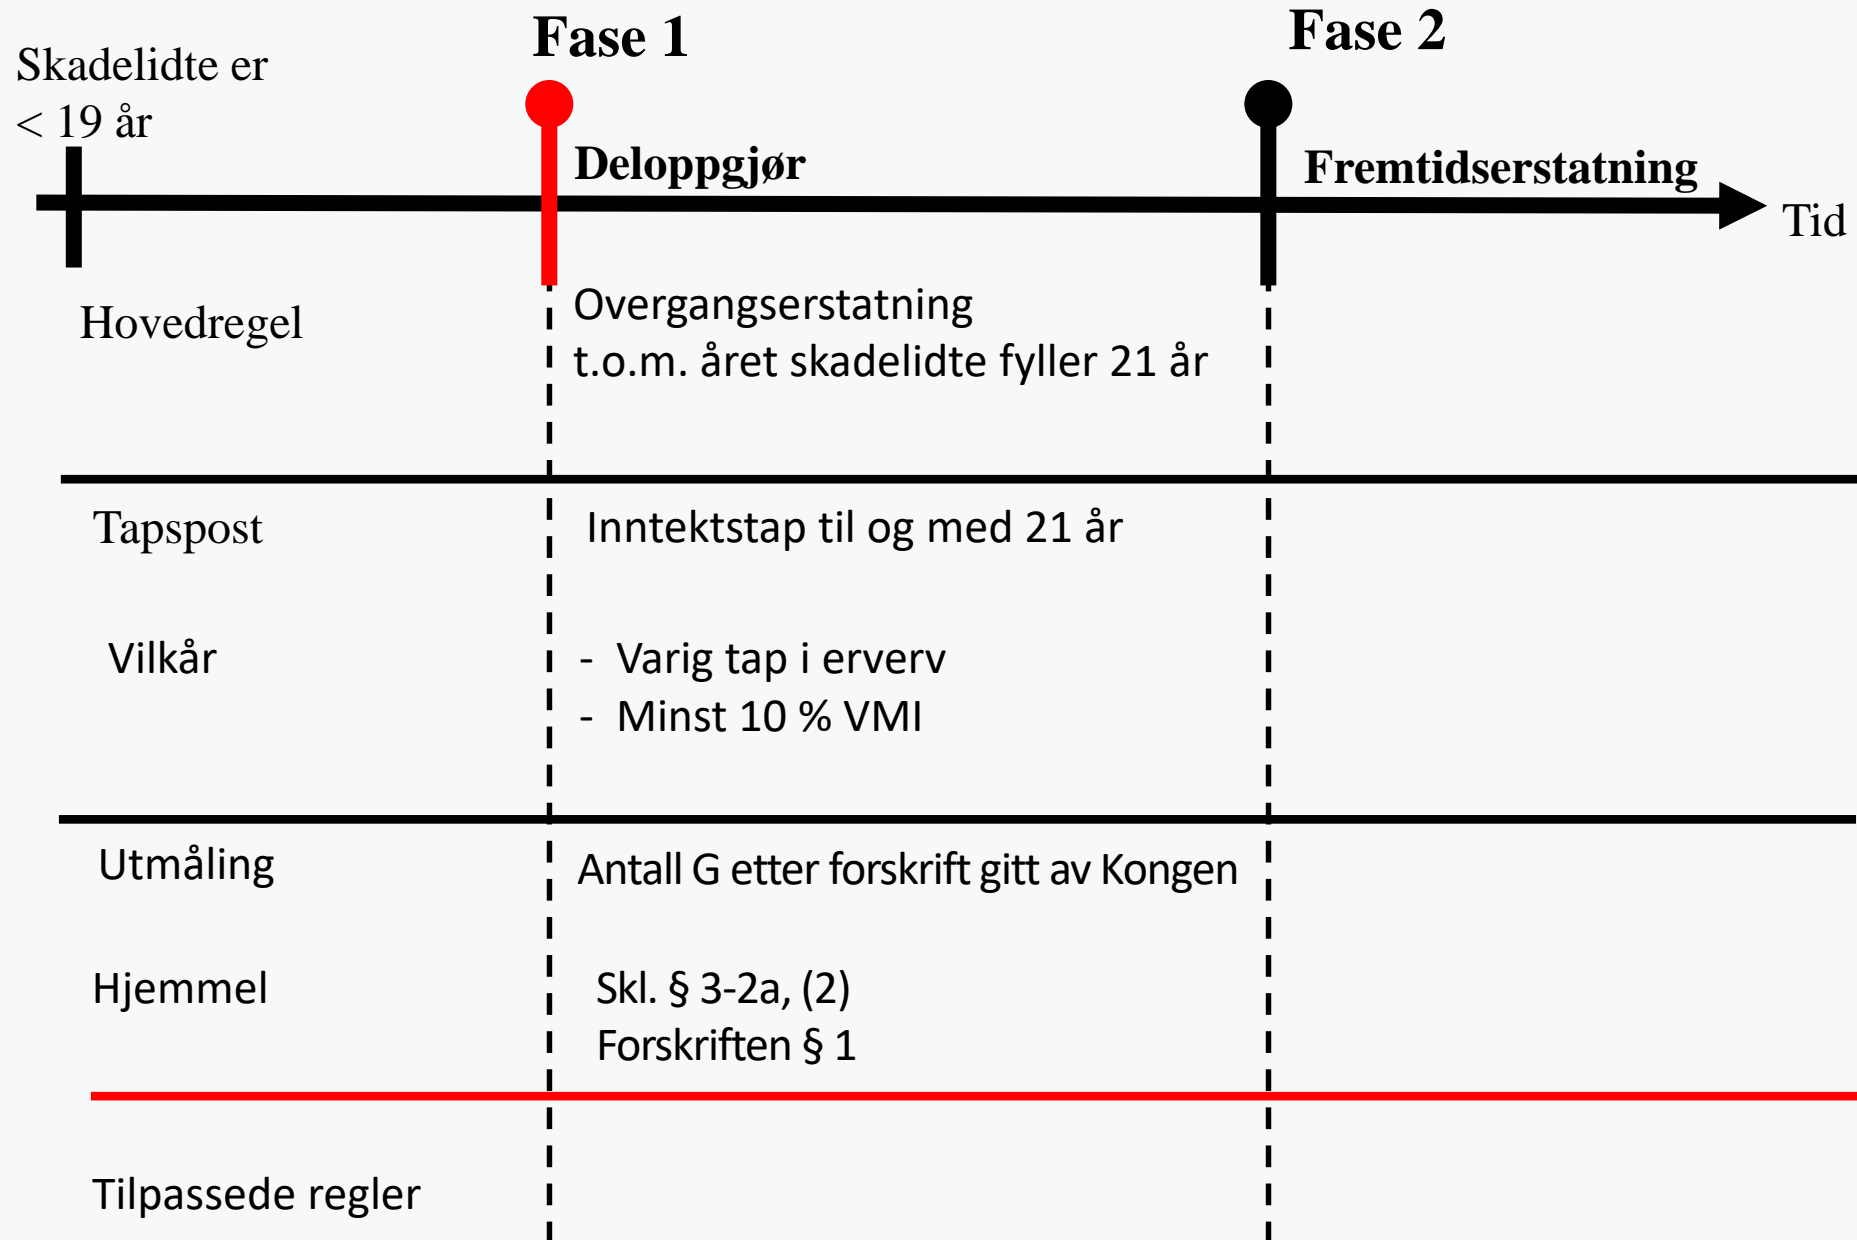 Fase 1
Fase 2
Skadelidte er
< 19 år
Deloppgjør
Fremtidserstatning
Tid
Hovedregel
Overgangserstatning
t.o.m. året skadelidte fyller 21 år
Tapspost
Inntektstap til og med 21 år
Vilkår
- Varig tap i erverv
- Minst 10 % VMI
Utmåling
Antall G etter forskrift gitt av Kongen
Hjemmel
Skl. § 3-2a, (2)
Forskriften § 1
Tilpassede regler